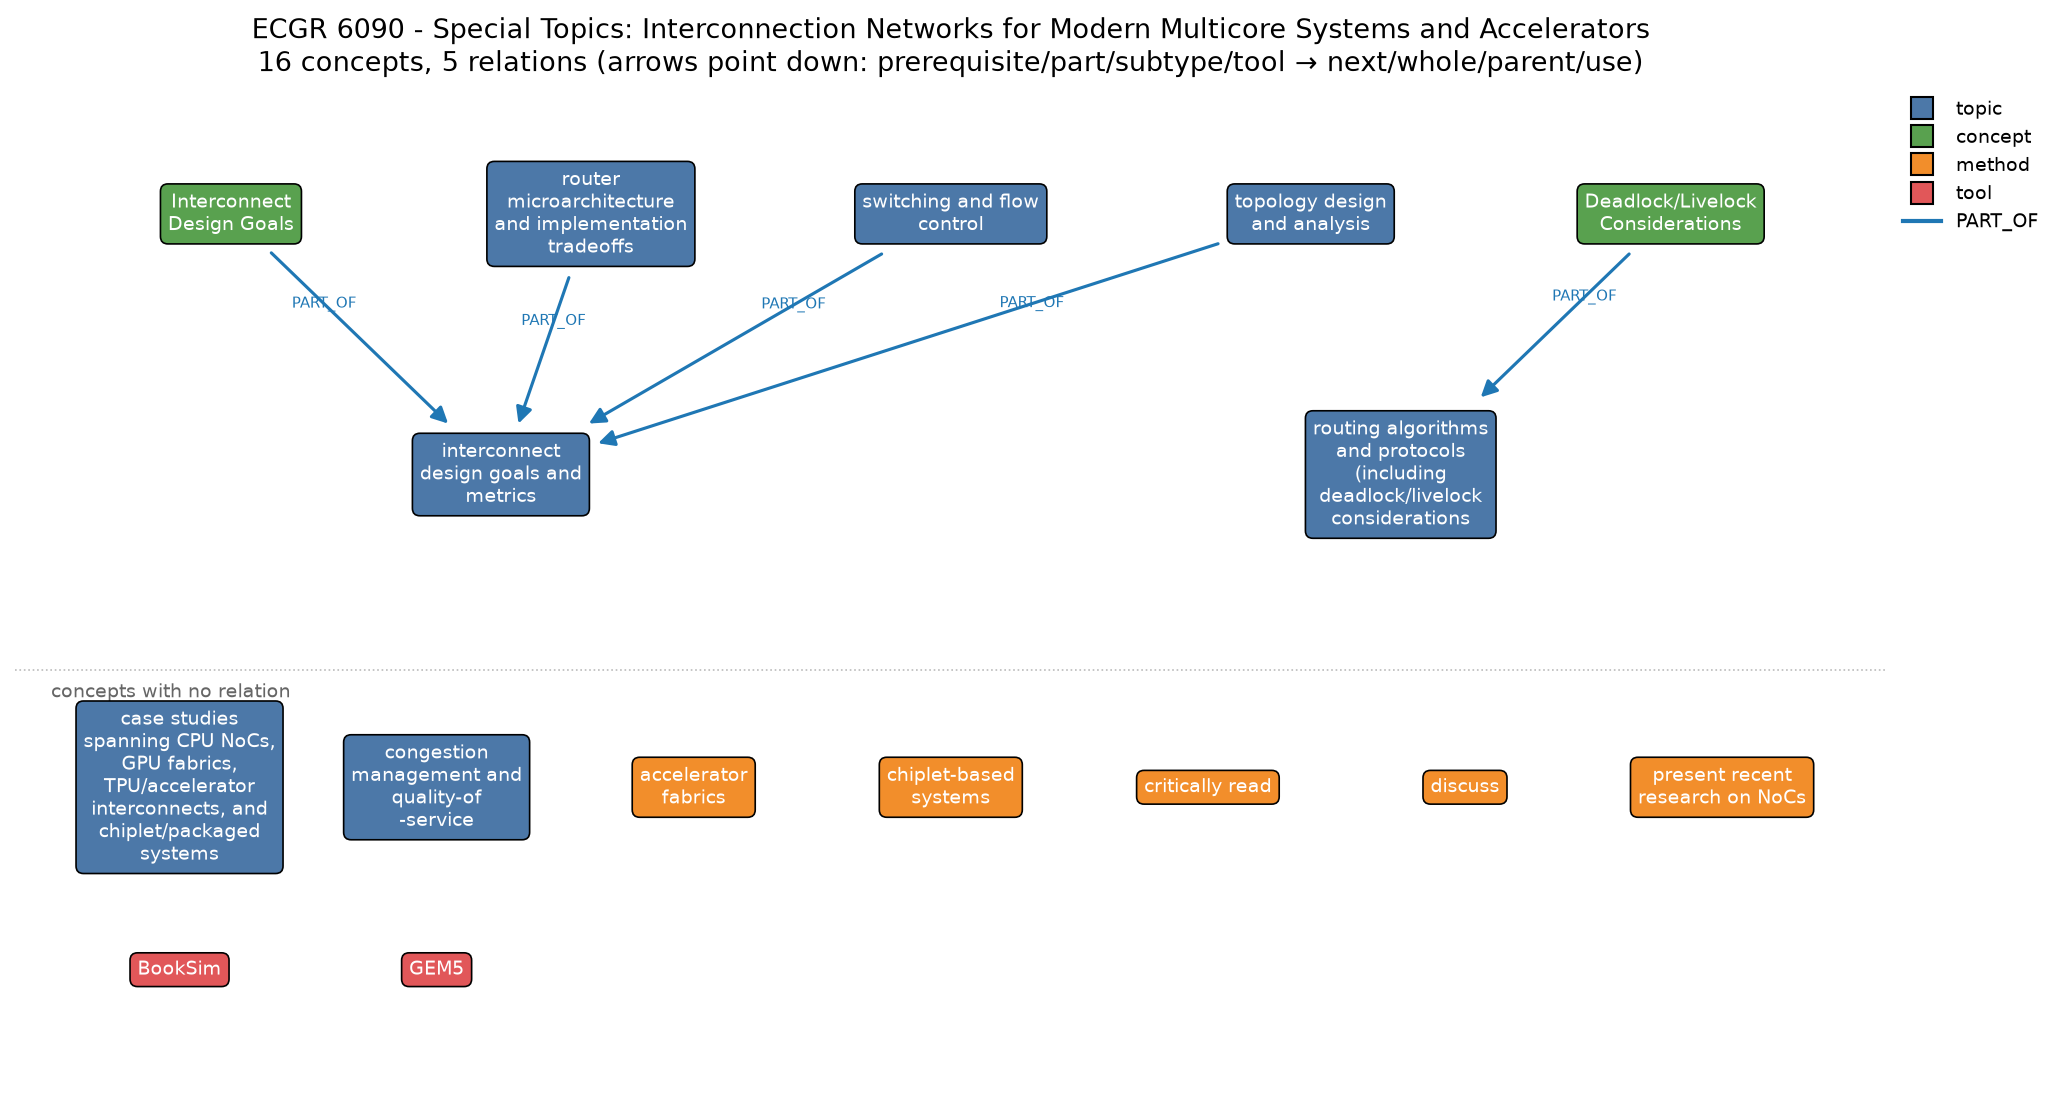 ECGR 6090 - Special Topics: Interconnection Networks for Modern Multicore Systems and Accelerators
16 concepts, 5 relations (arrows point down: prerequisite/part/subtype/tool → next/whole/parent/use)
topic
concept
method
tool
PART_OF
Interconnect
Design Goals
router
microarchitecture
and implementation
tradeoffs
switching and flow
control
topology design
and analysis
Deadlock/Livelock
Considerations
PART_OF
PART_OF
PART_OF
PART_OF
PART_OF
interconnect
design goals and
metrics
routing algorithms
and protocols
(including
deadlock/livelock
considerations
concepts with no relation
case studies
spanning CPU NoCs,
GPU fabrics,
TPU/accelerator
interconnects, and
chiplet/packaged
systems
congestion
management and
quality-of
-service
accelerator
fabrics
chiplet-based
systems
critically read
discuss
present recent
research on NoCs
BookSim
GEM5